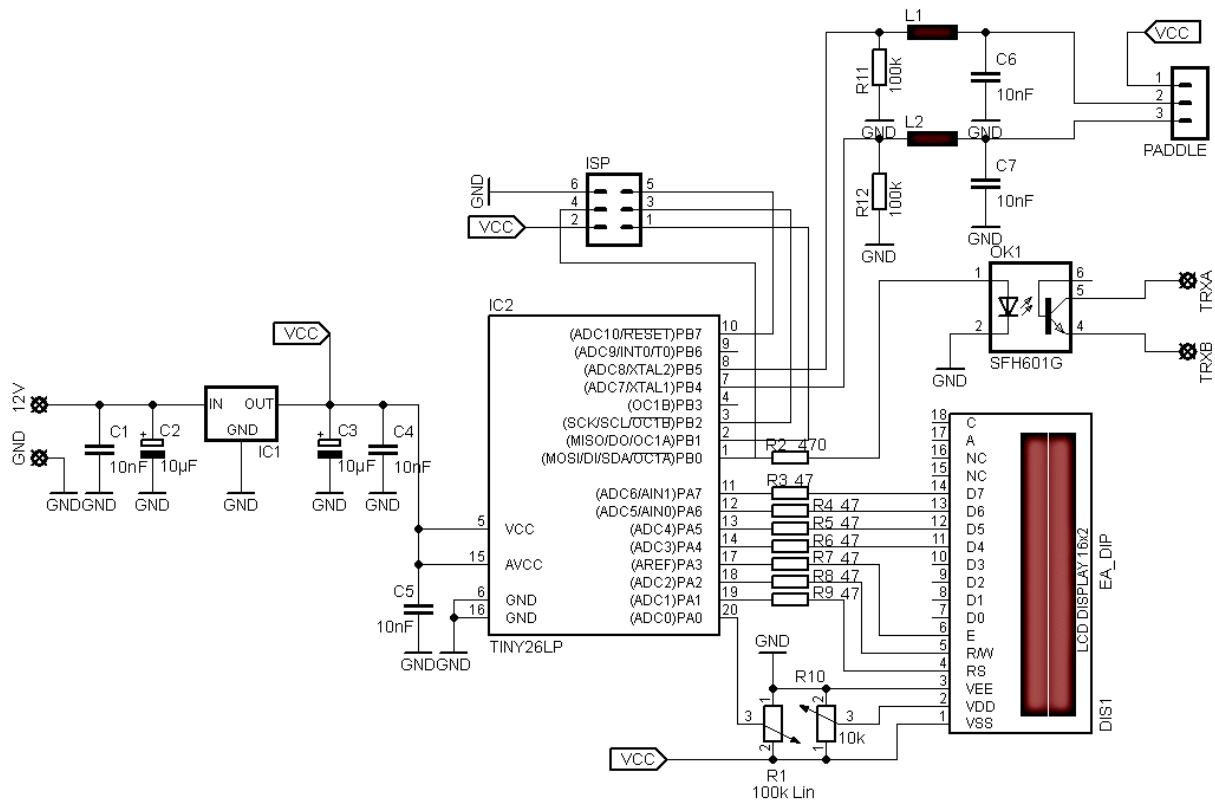 L1
VCC
R11
100k
C6
10nF
GND
GND
1
2
3
PADDLE
L2
R12
100k
C7
10nF
GND
GND
ISP
GND
6
5
4
3
VCC
2
1
OK1
1
6
5
TRXA
2
4
TRXB
GND
SFH601G
IC2
VCC
(ADC10/RESET)PB7
10
(ADC9/INT0/T0)PB6
9
(ADC8/XTAL2)PB5
8
(ADC7/XTAL1)PB4
7
(OC1B)PB3
4
(SCK/SCL/OC1B)PB2
3
(MISO/DO/OC1A)PB1
2
(MOSI/DI/SDA/OC1A)PB0
1
R2 470
(ADC6/AIN1)PA7
11
R3 47
(ADC5/AIN0)PA6
12
R4 47
(ADC4)PA5
13
R5 47
(ADC3)PA4
14
R6 47
(AREF)PA3
17
R7 47
(ADC2)PA2
18
R8 47
(ADC1)PA1
19
R9 47
(ADC0)PA0
20
5
VCC
15
AVCC
6
GND
16
GND
TINY26LP
12V
GND
IN
OUT
GND
IC1
C1
10nF
C2
+
10µF
C3
+
10µF
C4
10nF
GND
GND
GND
GND
GND
GND
C5
10nF
GND
GND
18
C
17
A
16
NC
15
NC
14
D7
13
D6
12
D5
11
D4
10
D3
9
D2
8
D1
7
D0
6
E
5
R/W
4
RS
3
VEE
2
VDD
1
VSS
LCD DISPLAY 16x2
EA_DIP
DIS1
GND
R10
1
2
3
3
2
1
10k
VCC
R1
100k Lin